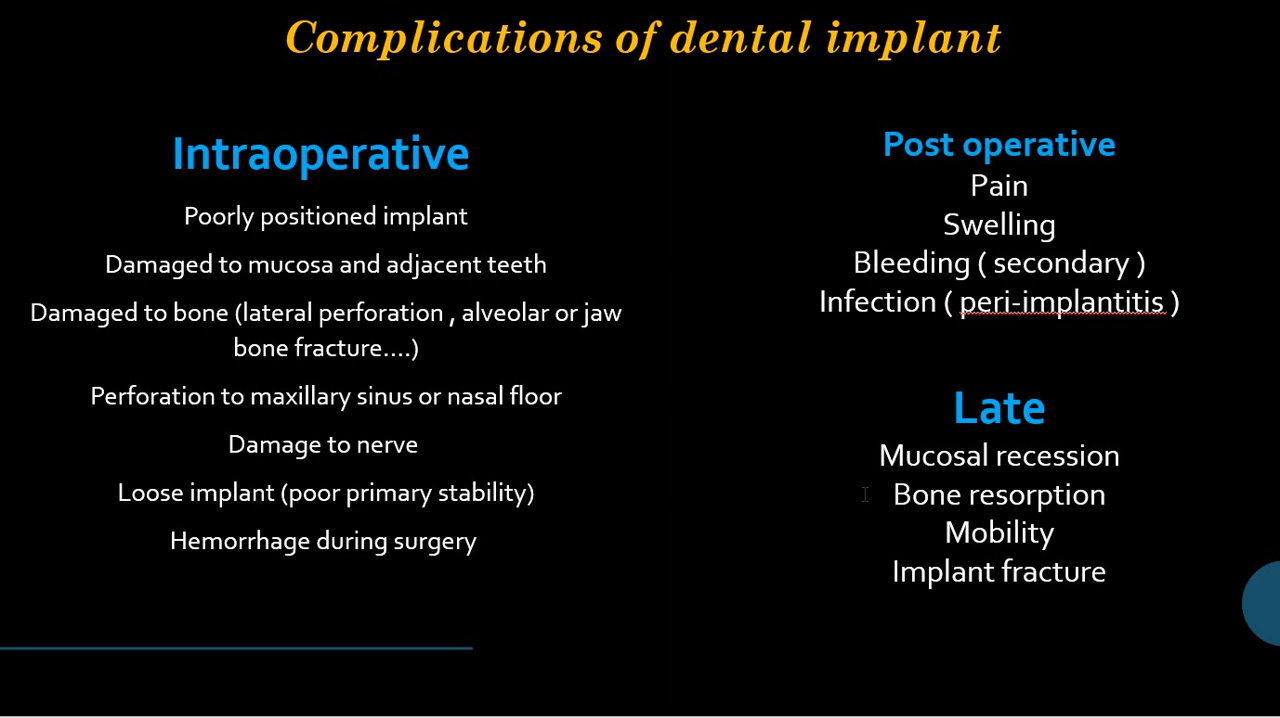 Complications of dental implant
Intraoperative
Poorly positioned implant
Damaged to mucosa and adjacent teeth
Damaged to bone (lateral perforation , alveolar or jaw
bone fracture....)
Perforation to maxillary sinus or nasal floor
Damage to nerve
Loose implant (poor primary stability)
Hemorrhage during surgery
Post operative
Pain
Swelling
Bleeding ( secondary )
Infection ( peri-implantitis )
Late
Mucosal recession
Bone resorption
Mobility
Implant fracture